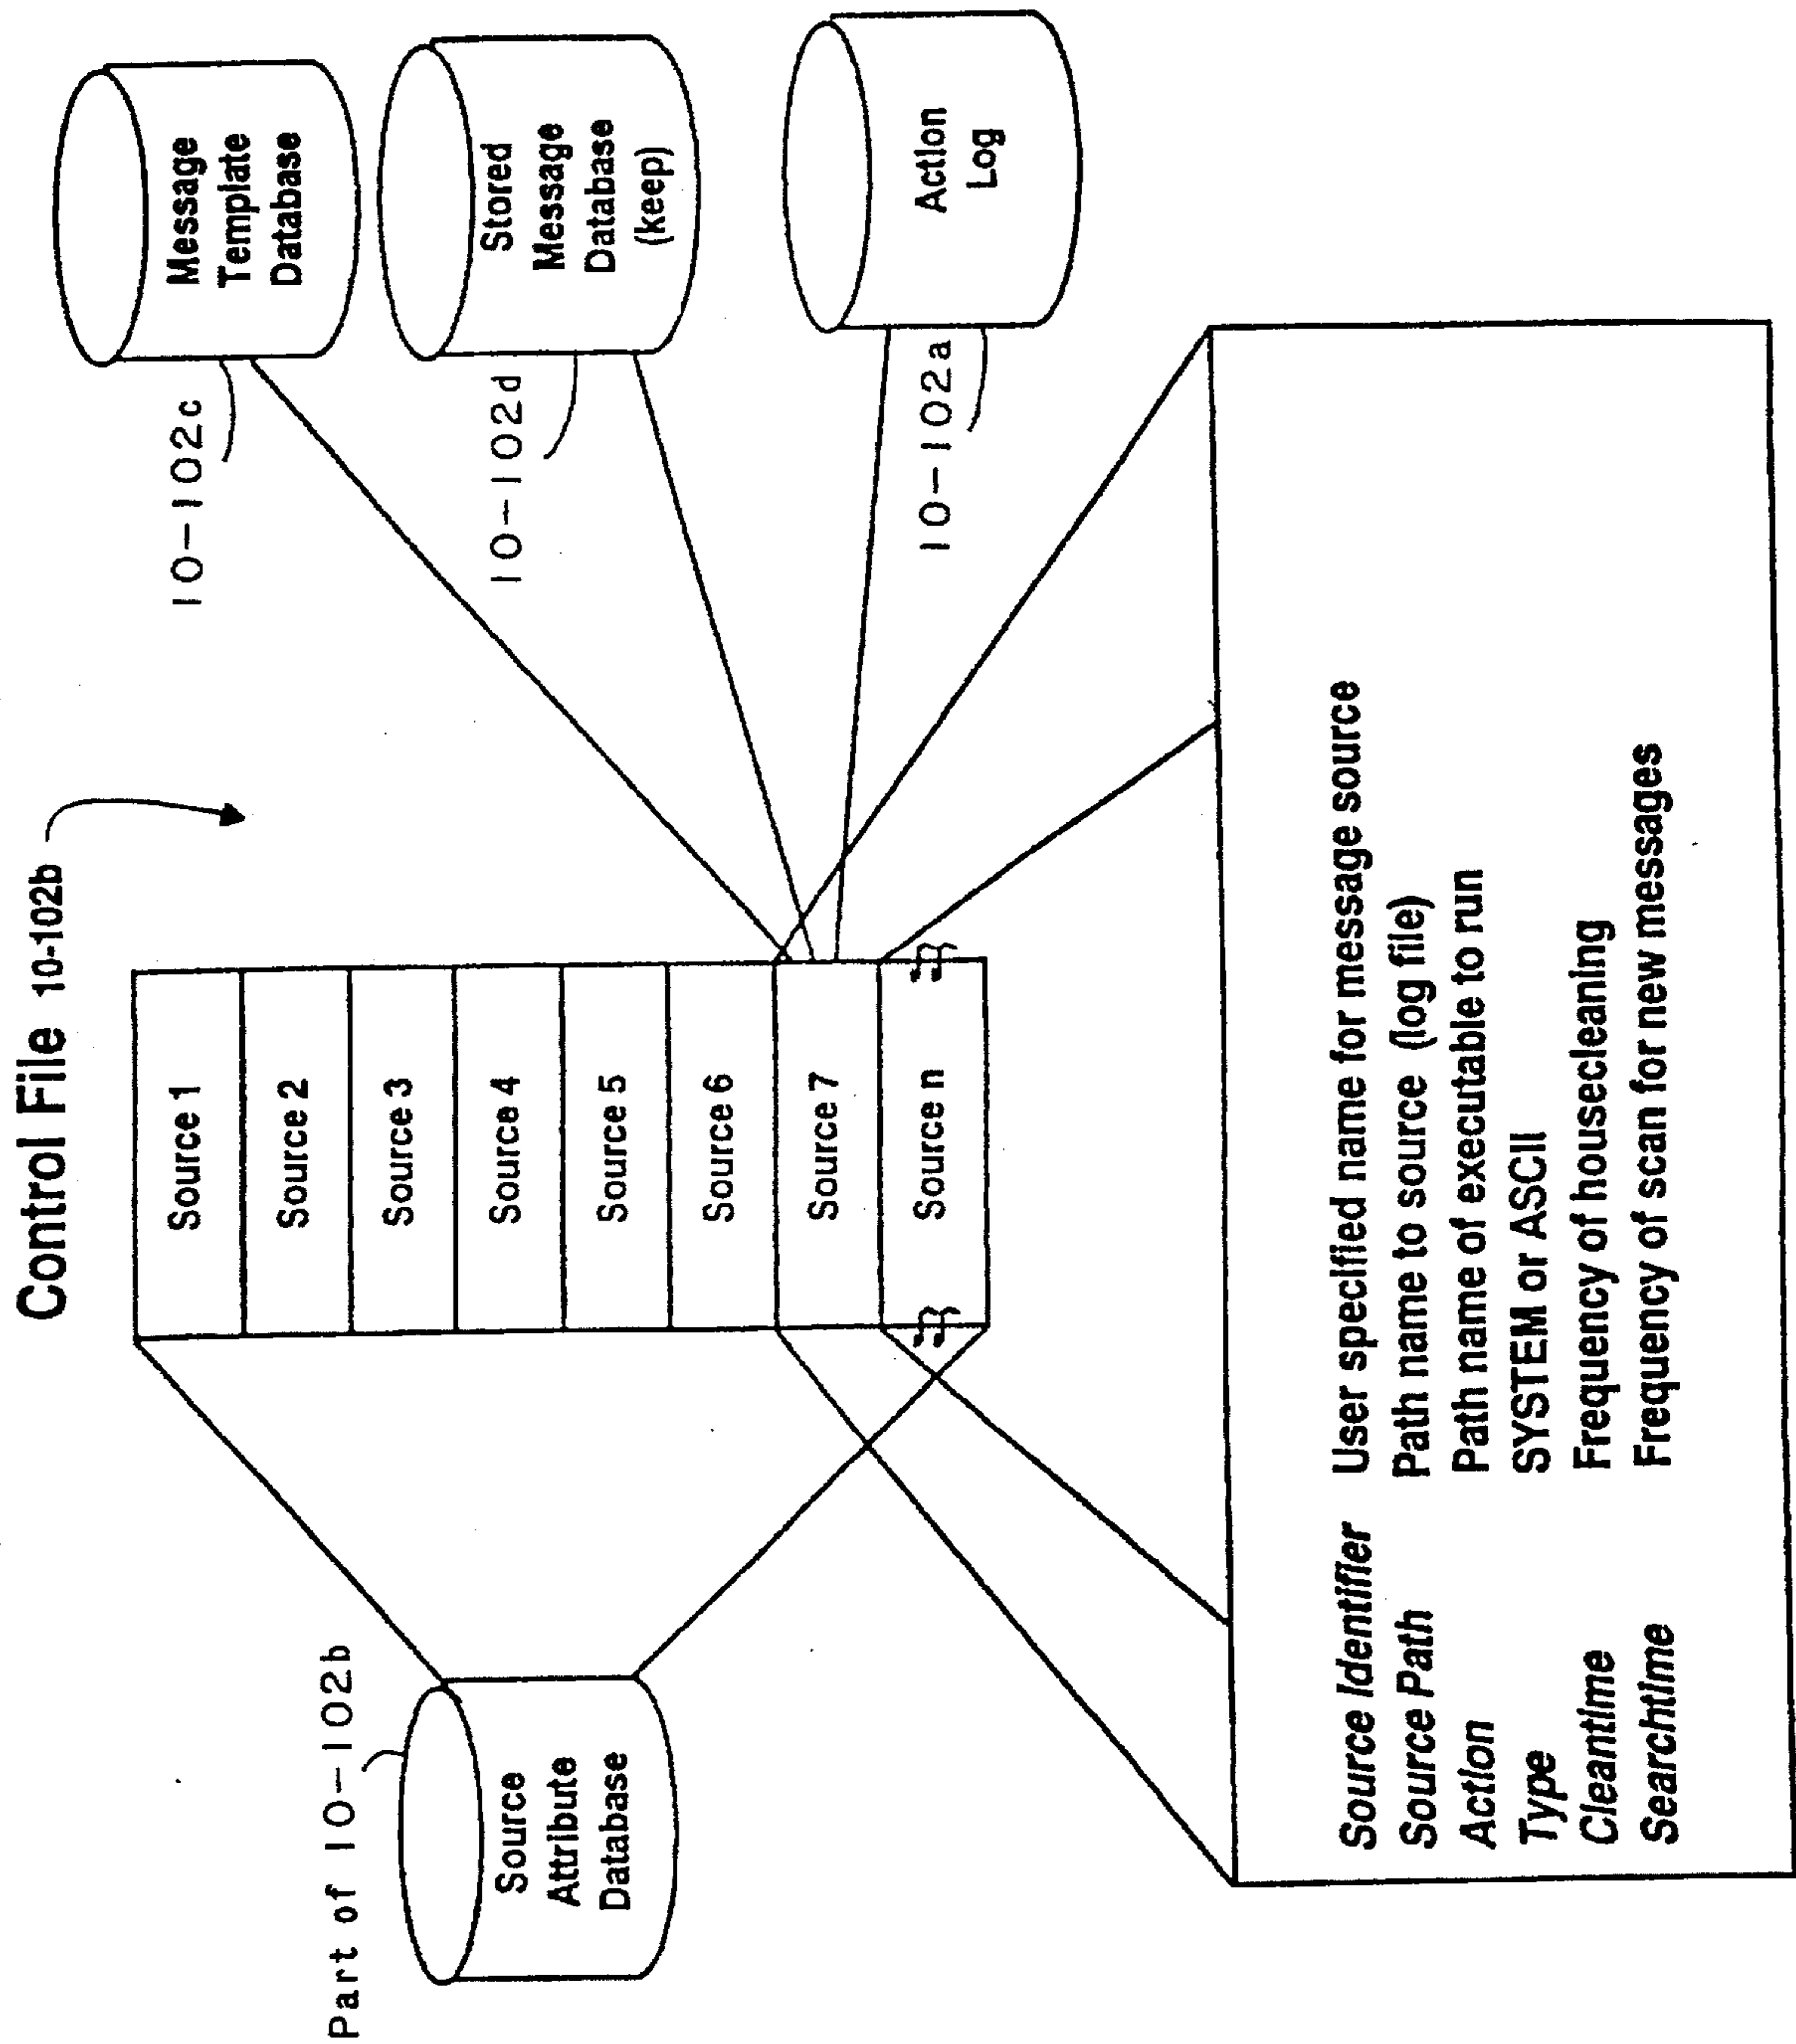 Control File 10-102b
Part of 10-102b
Source
Attribute
Database
Source 1
Source 2
Source 3
Source 4
Source 5
Source 6
Source 7
Source n
Message
Template
Database
10-102c
Stored
Message
Database
(keep)
10-102d
Action
Log
10-102a
Source Identifier User specified name for message source
Source Path Path name to source (log file)
Action Path name of executable to run
Type SYSTEM or ASCII
Cleantime Frequency of housecleaning
Searchtime Frequency of scan for new messages